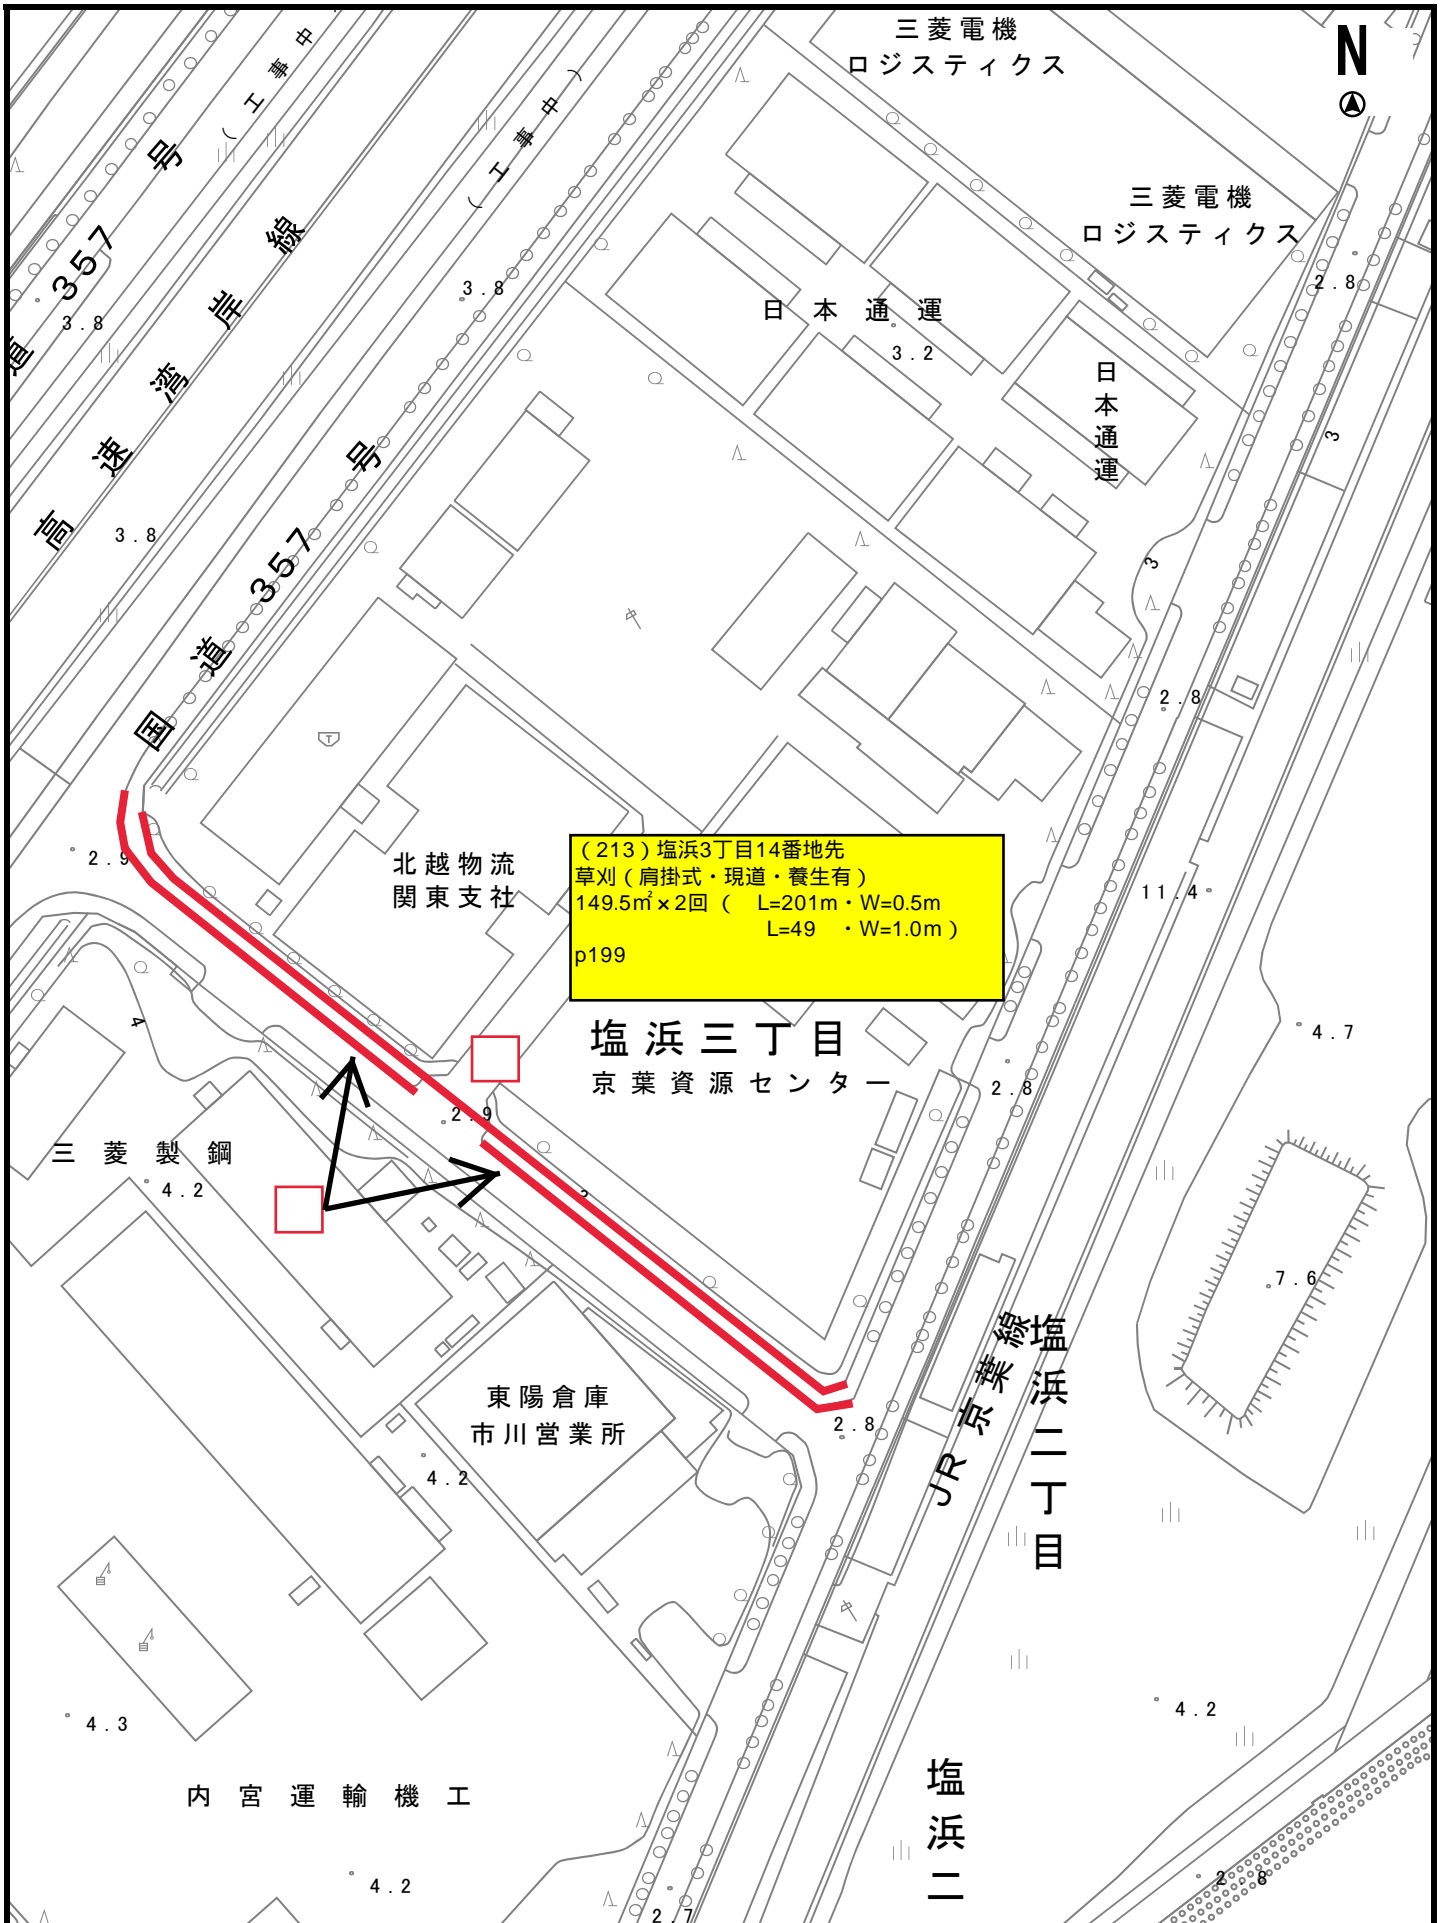 三菱電機
ロジスティクス
N
(工事中)
(工事中)
号
357
道
3.8
高速湾岸線
3.8
三菱電機
ロジスティクス
2.8
3.8
日本通運
3.2
日本通運
3
国道357号
3
2.8
2.9
北越物流
関東支社
(213)塩浜3丁目14番地先
草刈(肩掛式・現道・養生有)
149.5㎡×2回( L=201m・W=0.5m
L=49 ・W=1.0m)
p199
11.4
塩浜三丁目
京葉資源センター
4
4.7
2.8
2.9
三菱製鋼
4.2
7.6
東陽倉庫
市川営業所
4.2
2.8
JR京葉線
塩浜二丁目
4.3
4.2
内宮運輸機工
塩浜二
4.2
2.8
2.7